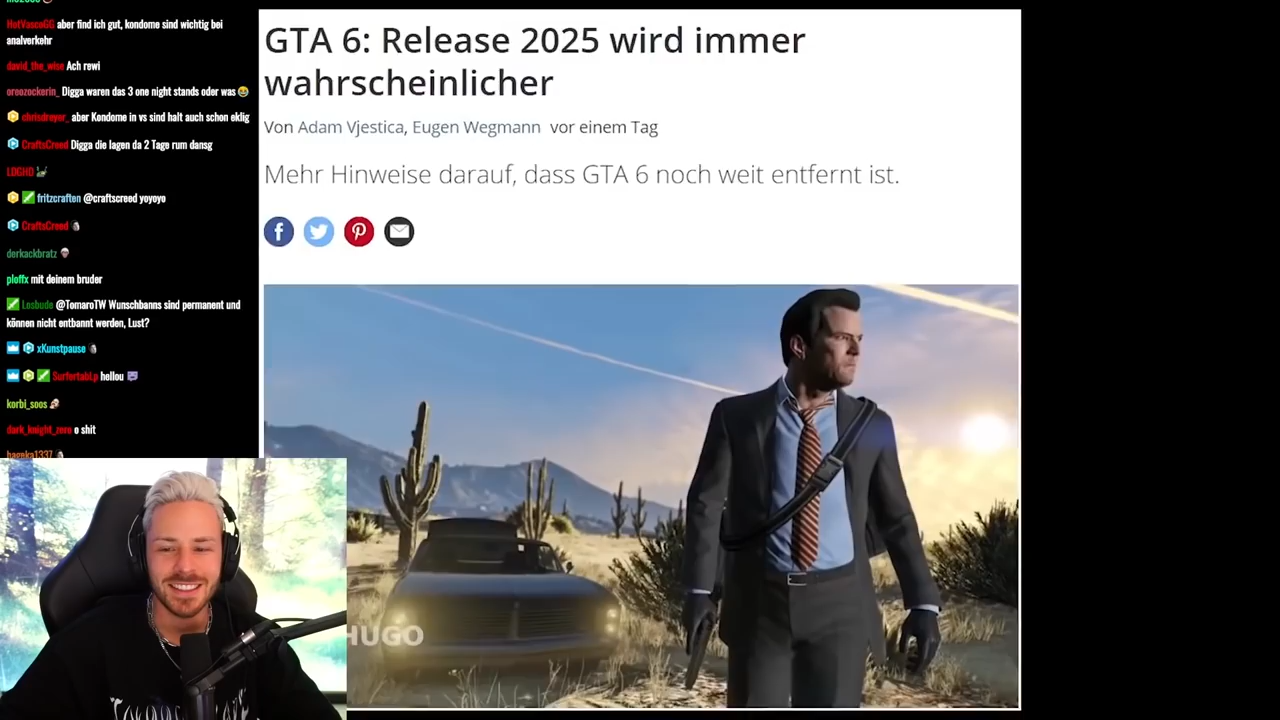 HotVascoGG aber find ich gut, kondome sind wichtig bei
analverkehr
david_the_wise Ach rewi
oreozockerin_ Digga waren das 3 one night stands oder was 😂
chrisdreyer_ aber Kondome in vs sind halt auch schon eklig
CraftsCreed Digga die lagen da 2 Tage rum dansg
LDGHD
fritzcraften @craftscreed yoyoyo
CraftsCreed
derkackbratz
ploffx mit deinem bruder
Losbude @TomaroTW Wunschbanns sind permanent und
können nicht entbannt werden, Lust?
xKunstpause
Surfertabi.p hellou
korbi_soos
dark_knight_zero o shit
hageka1337
GTA 6: Release 2025 wird immer
wahrscheinlicher
Von Adam Vjestica, Eugen Wegmann vor einem Tag
Mehr Hinweise darauf, dass GTA 6 noch weit entfernt ist.
HUGO